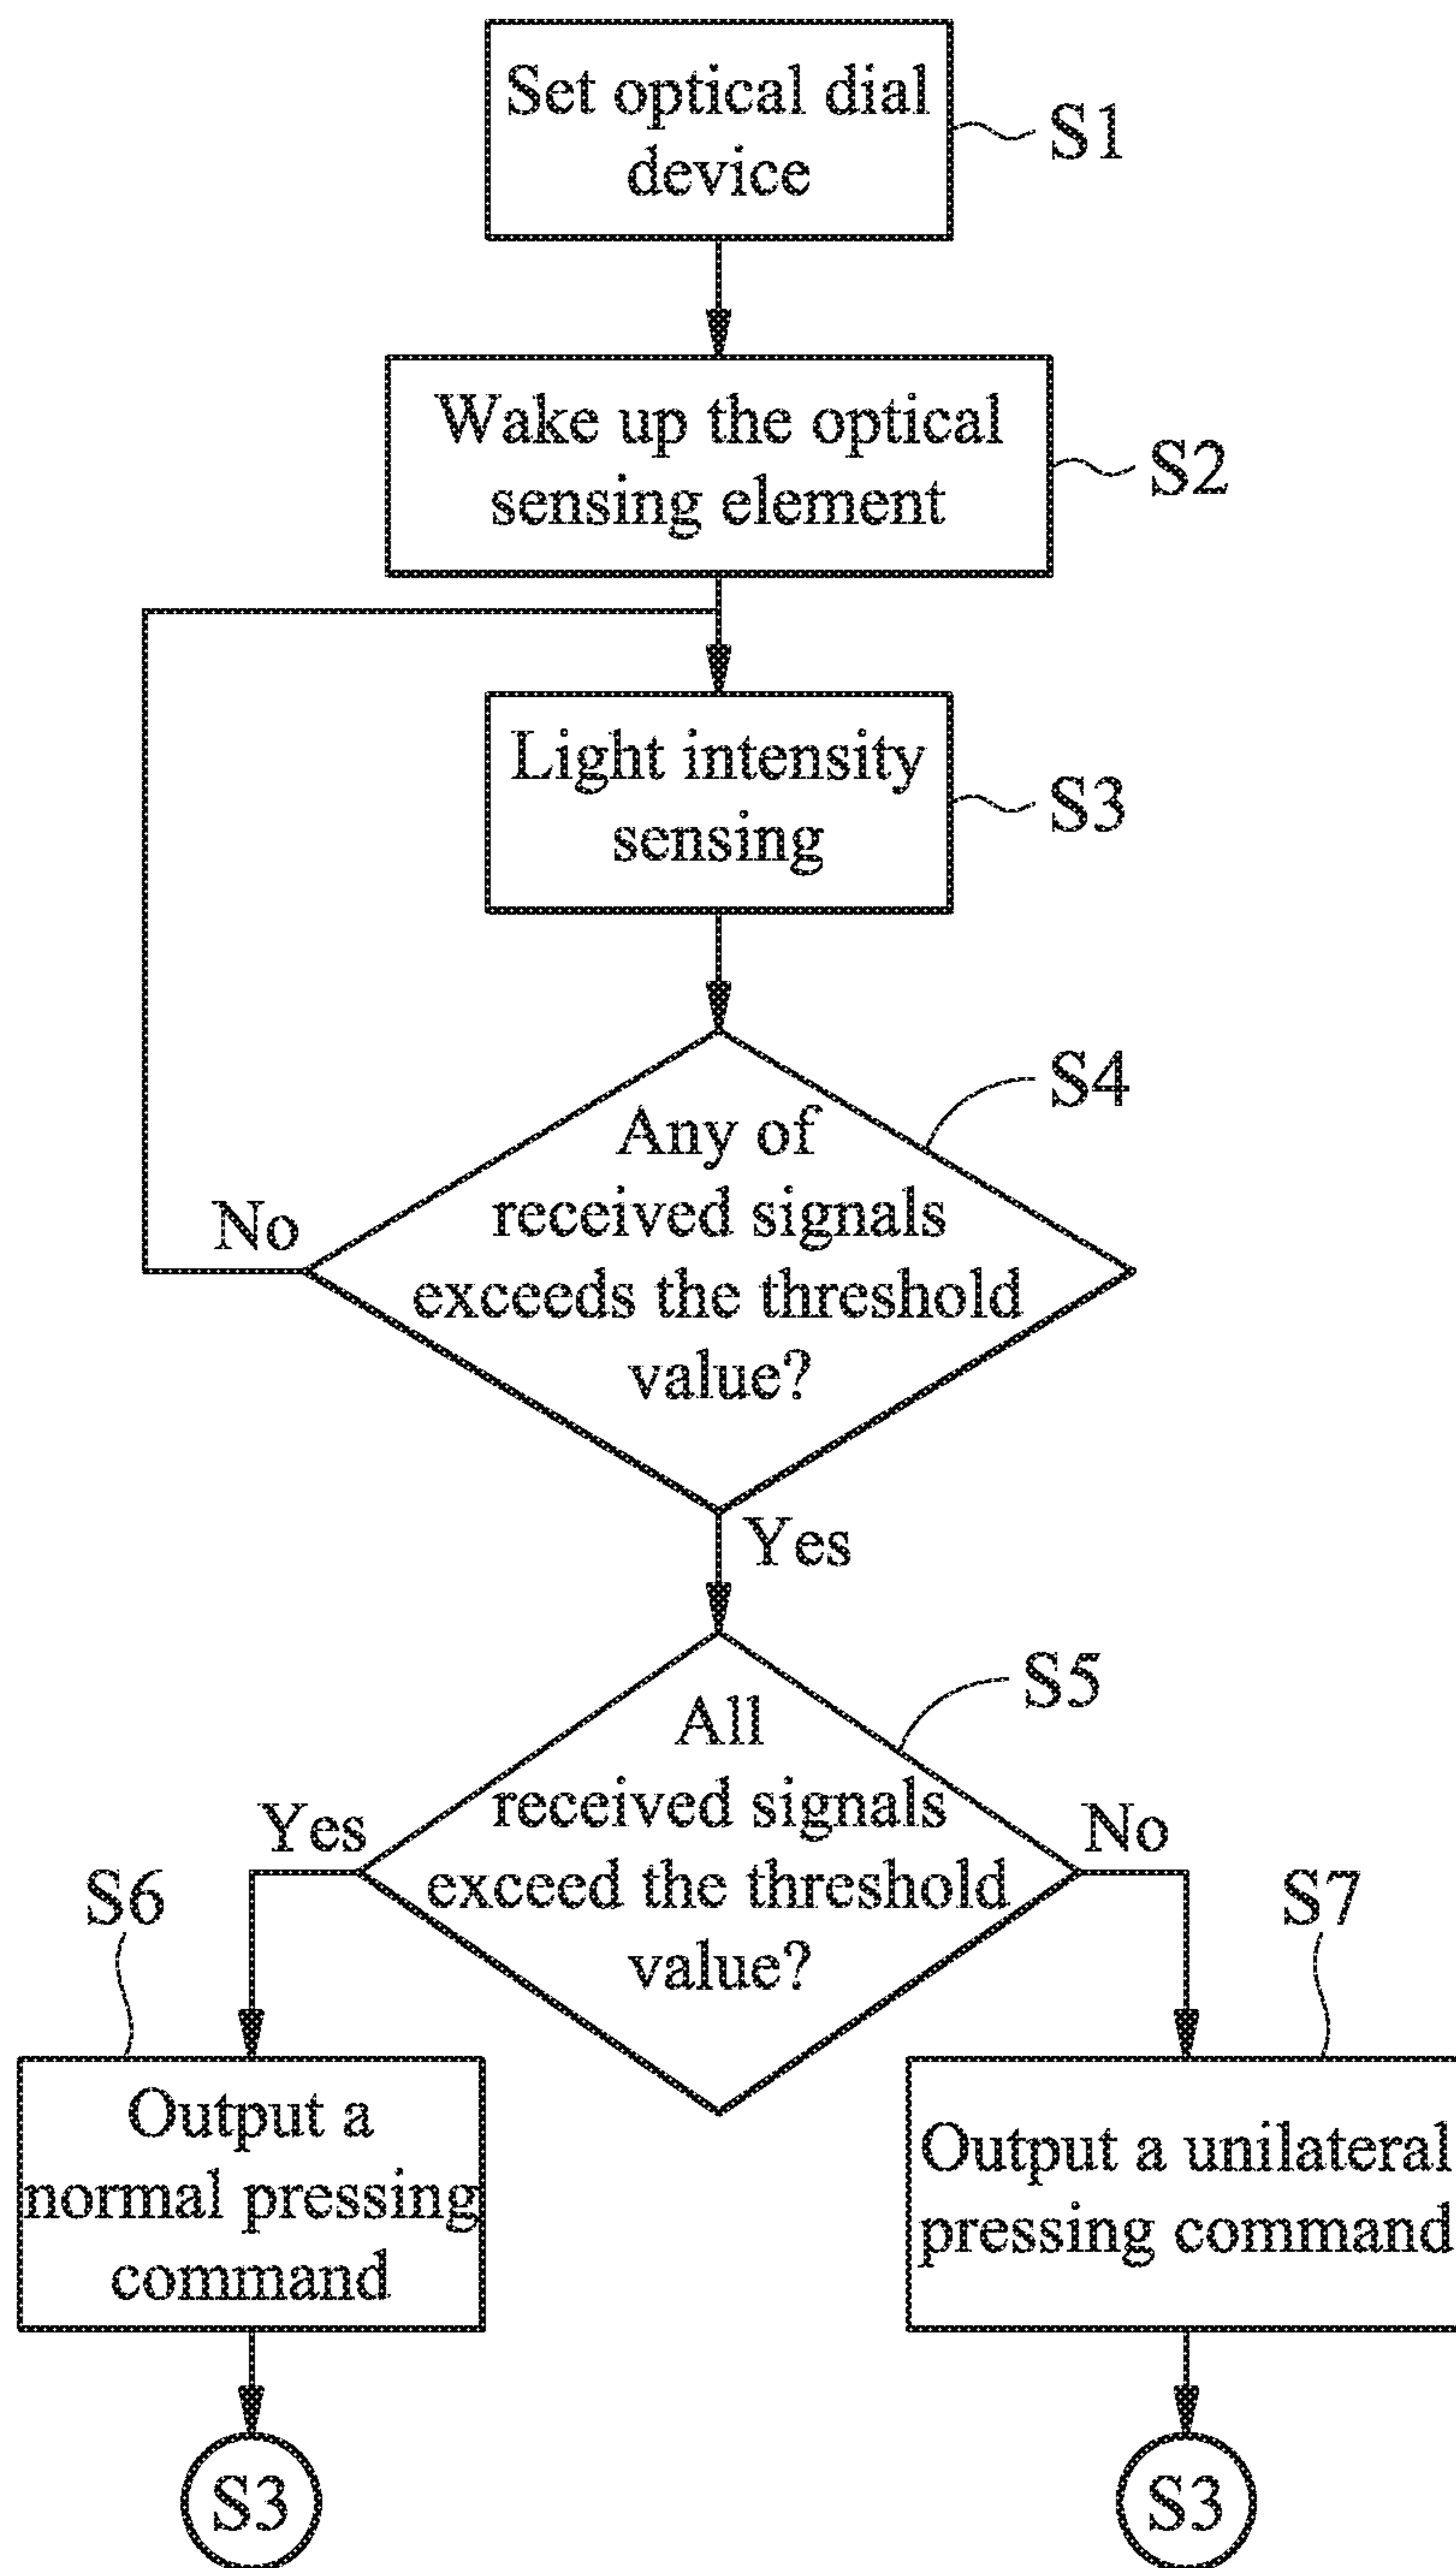 Set optical dial
device
S1
Wake up the optical
sensing element
S2
Light intensity
sensing
S3
S4
Any of
received signals
exceeds the threshold
value?
No
Yes
S5
All
received signals
exceed the threshold
value?
Yes
No
S6
S7
Output a
normal pressing
command
Output a unilateral
pressing command
S3
S3